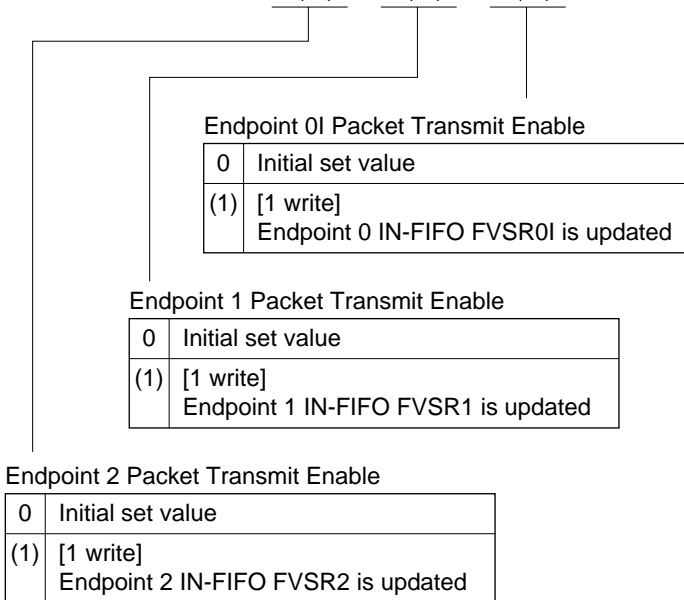 Endpoint 0I Packet Transmit Enable
0 Initial set value
(1) [1 write]
Endpoint 0 IN-FIFO FVSR0I is updated
Endpoint 1 Packet Transmit Enable
0 Initial set value
(1) [1 write]
Endpoint 1 IN-FIFO FVSR1 is updated
Endpoint 2 Packet Transmit Enable
0 Initial set value
(1) [1 write]
Endpoint 2 IN-FIFO FVSR2 is updated